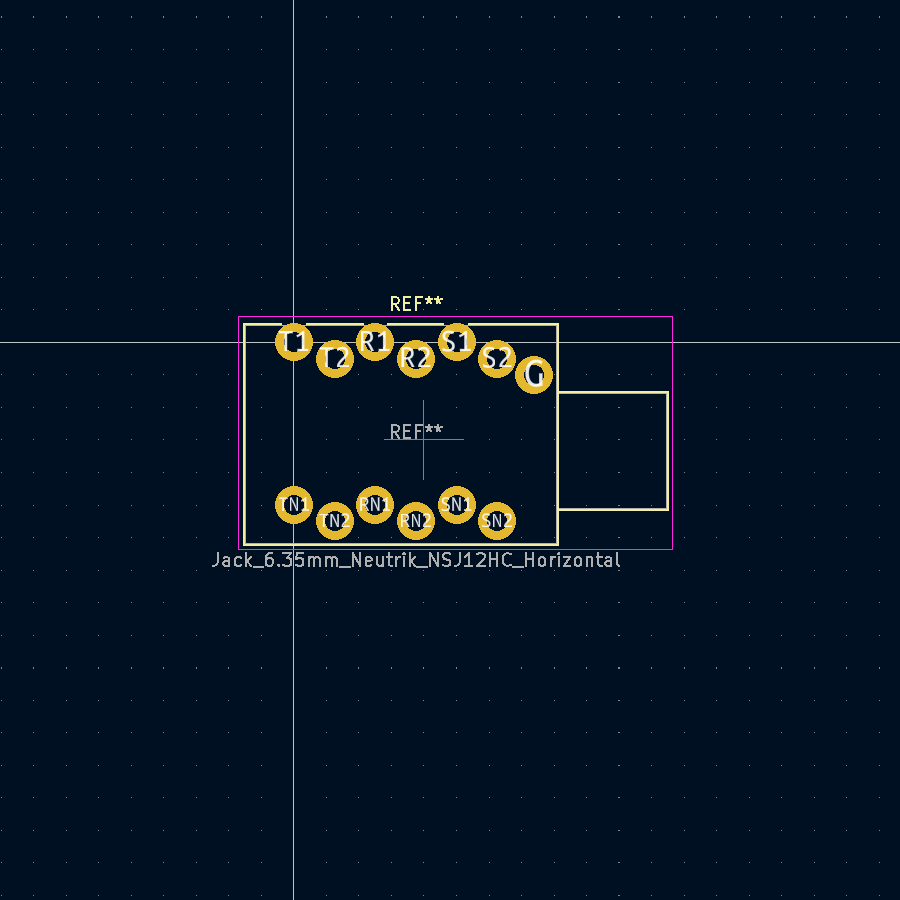 REF**
T1 R1 S1
T2 R2 S2
G
REF**
TN1 RN1 SN1
TN2 RN2 SN2
Jack_6.35mm_Neutrik_NSJ12HC_Horizontal